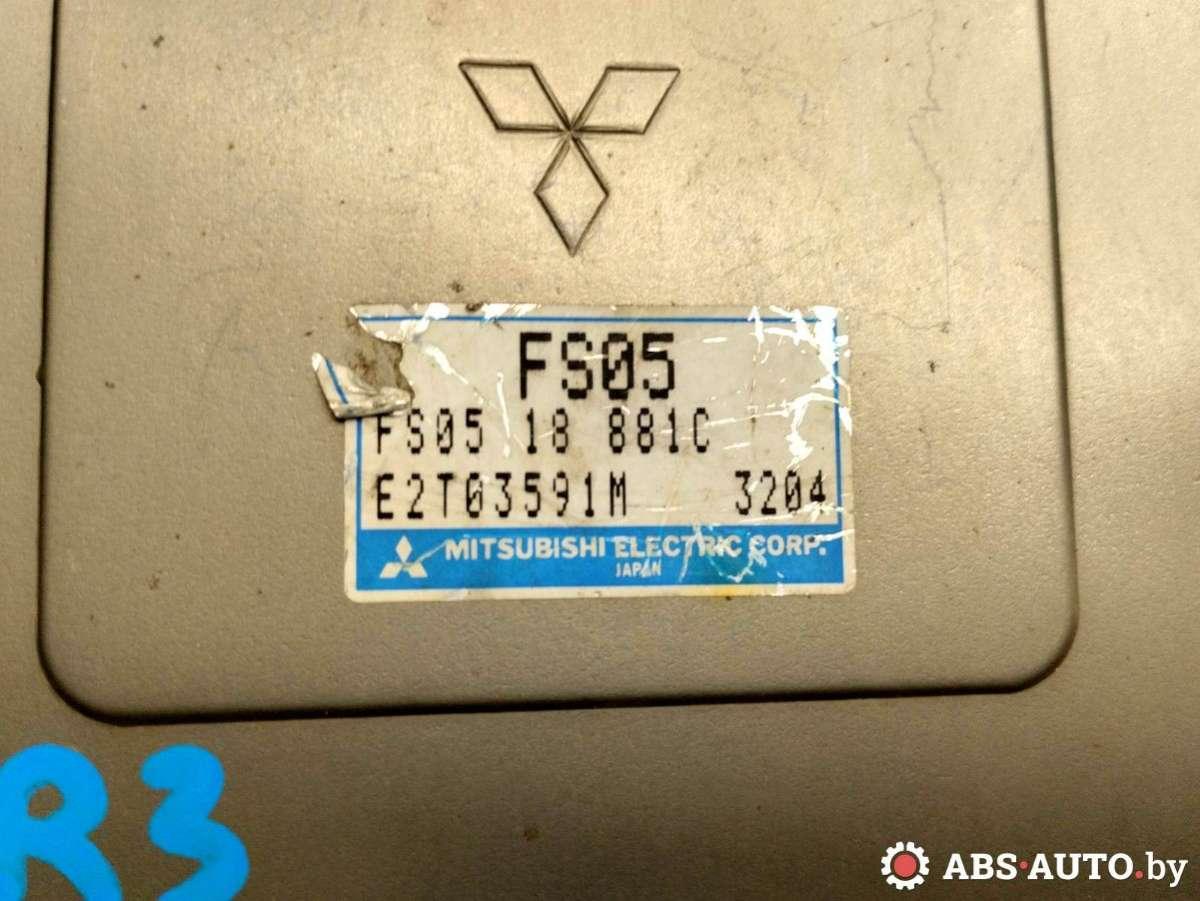 FS05
FS05 18 881C
E2T03591M 3204
MITSUBISHI ELECTRIC CORP.
JAPAN
R3
ABS-AUTO.by